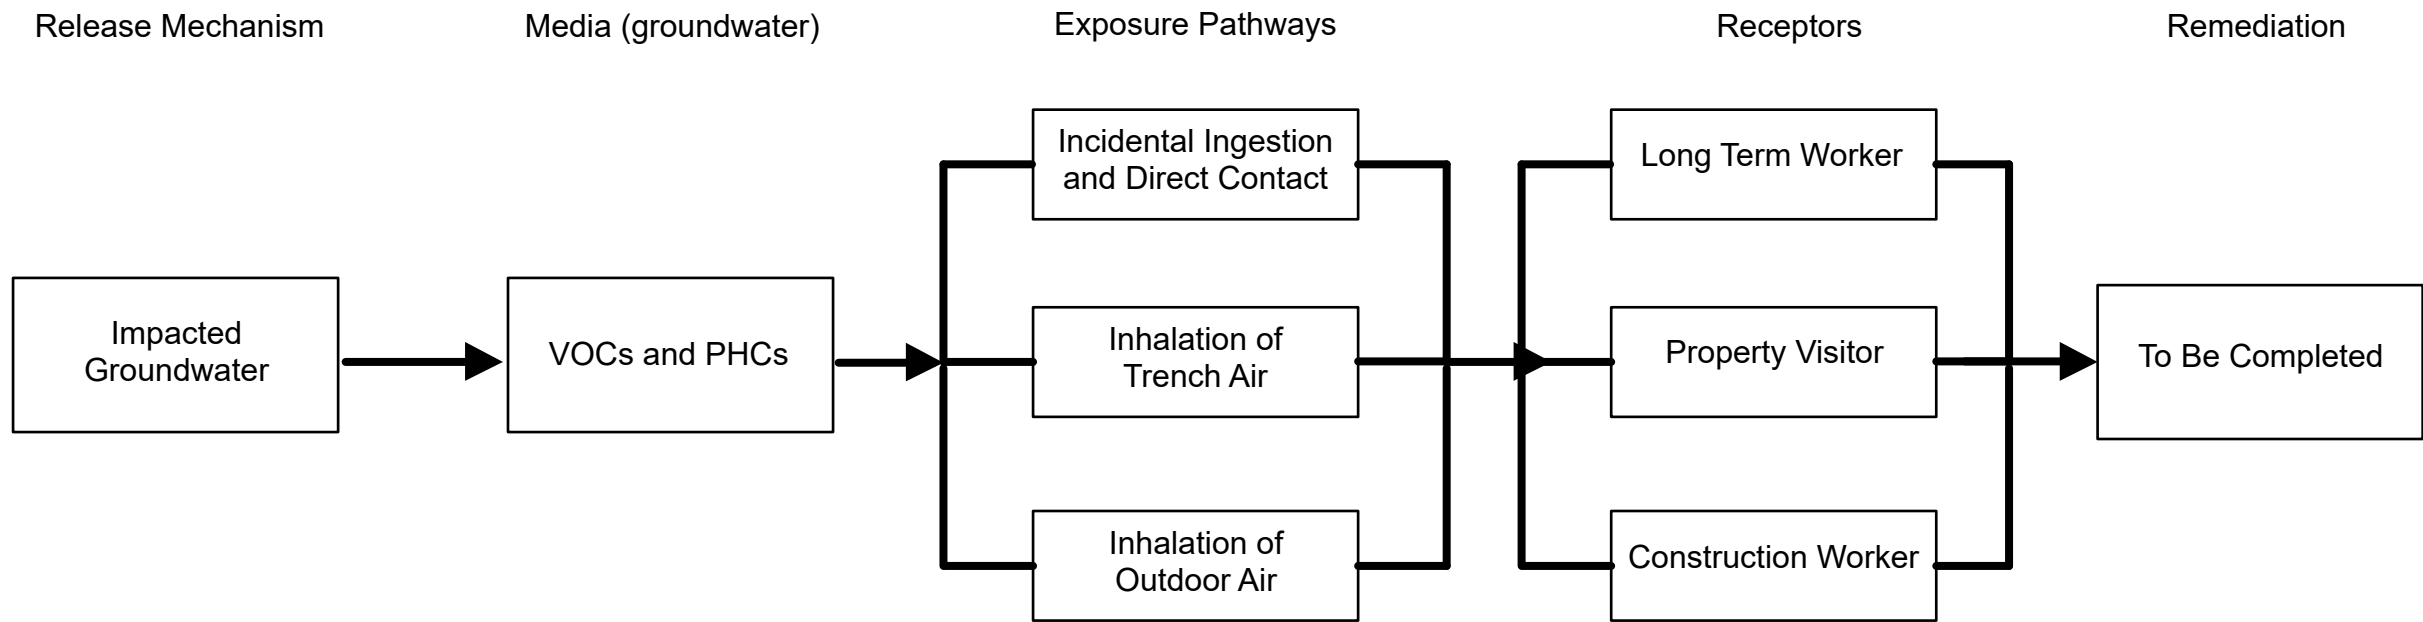 Release Mechanism
Media (groundwater)
Exposure Pathways
Receptors
Remediation
Impacted
Groundwater
VOCs and PHCs
Incidental Ingestion
and Direct Contact
Inhalation of
Trench Air
Inhalation of
Outdoor Air
Long Term Worker
Property Visitor
Construction Worker
To Be Completed